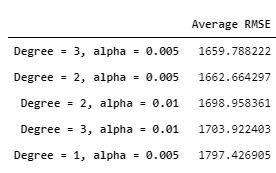 Average RMSE
Degree = 3, alpha = 0.005 1659.788222
Degree = 2, alpha = 0.005 1662.664297
Degree = 2, alpha = 0.01 1698.958361
Degree = 3, alpha = 0.01 1703.922403
Degree = 1, alpha = 0.005 1797.426905